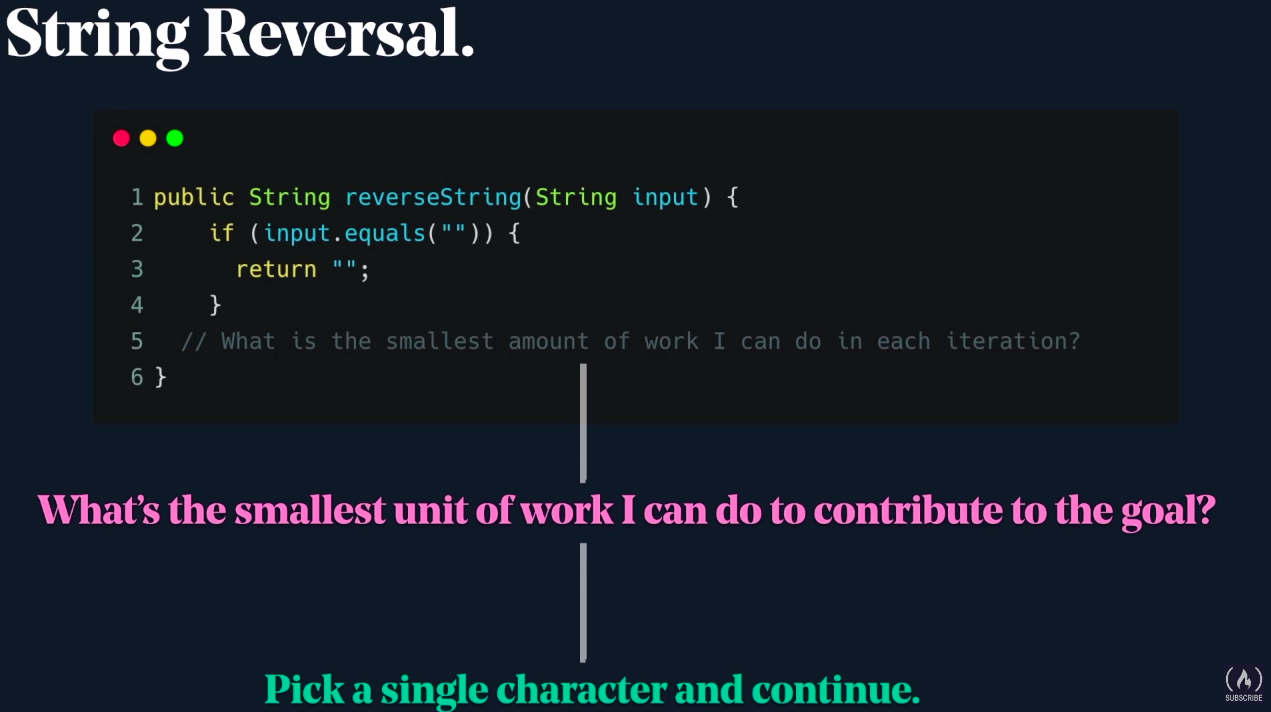 String Reversal.
1 public String reverseString(String input) {
2 if (input.equals("")) {
3 return "";
4 }
5 // What is the smallest amount of work I can do in each iteration?
6 }
What’s the smallest unit of work I can do to contribute to the goal?
Pick a single character and continue.
SUBSCRIBE